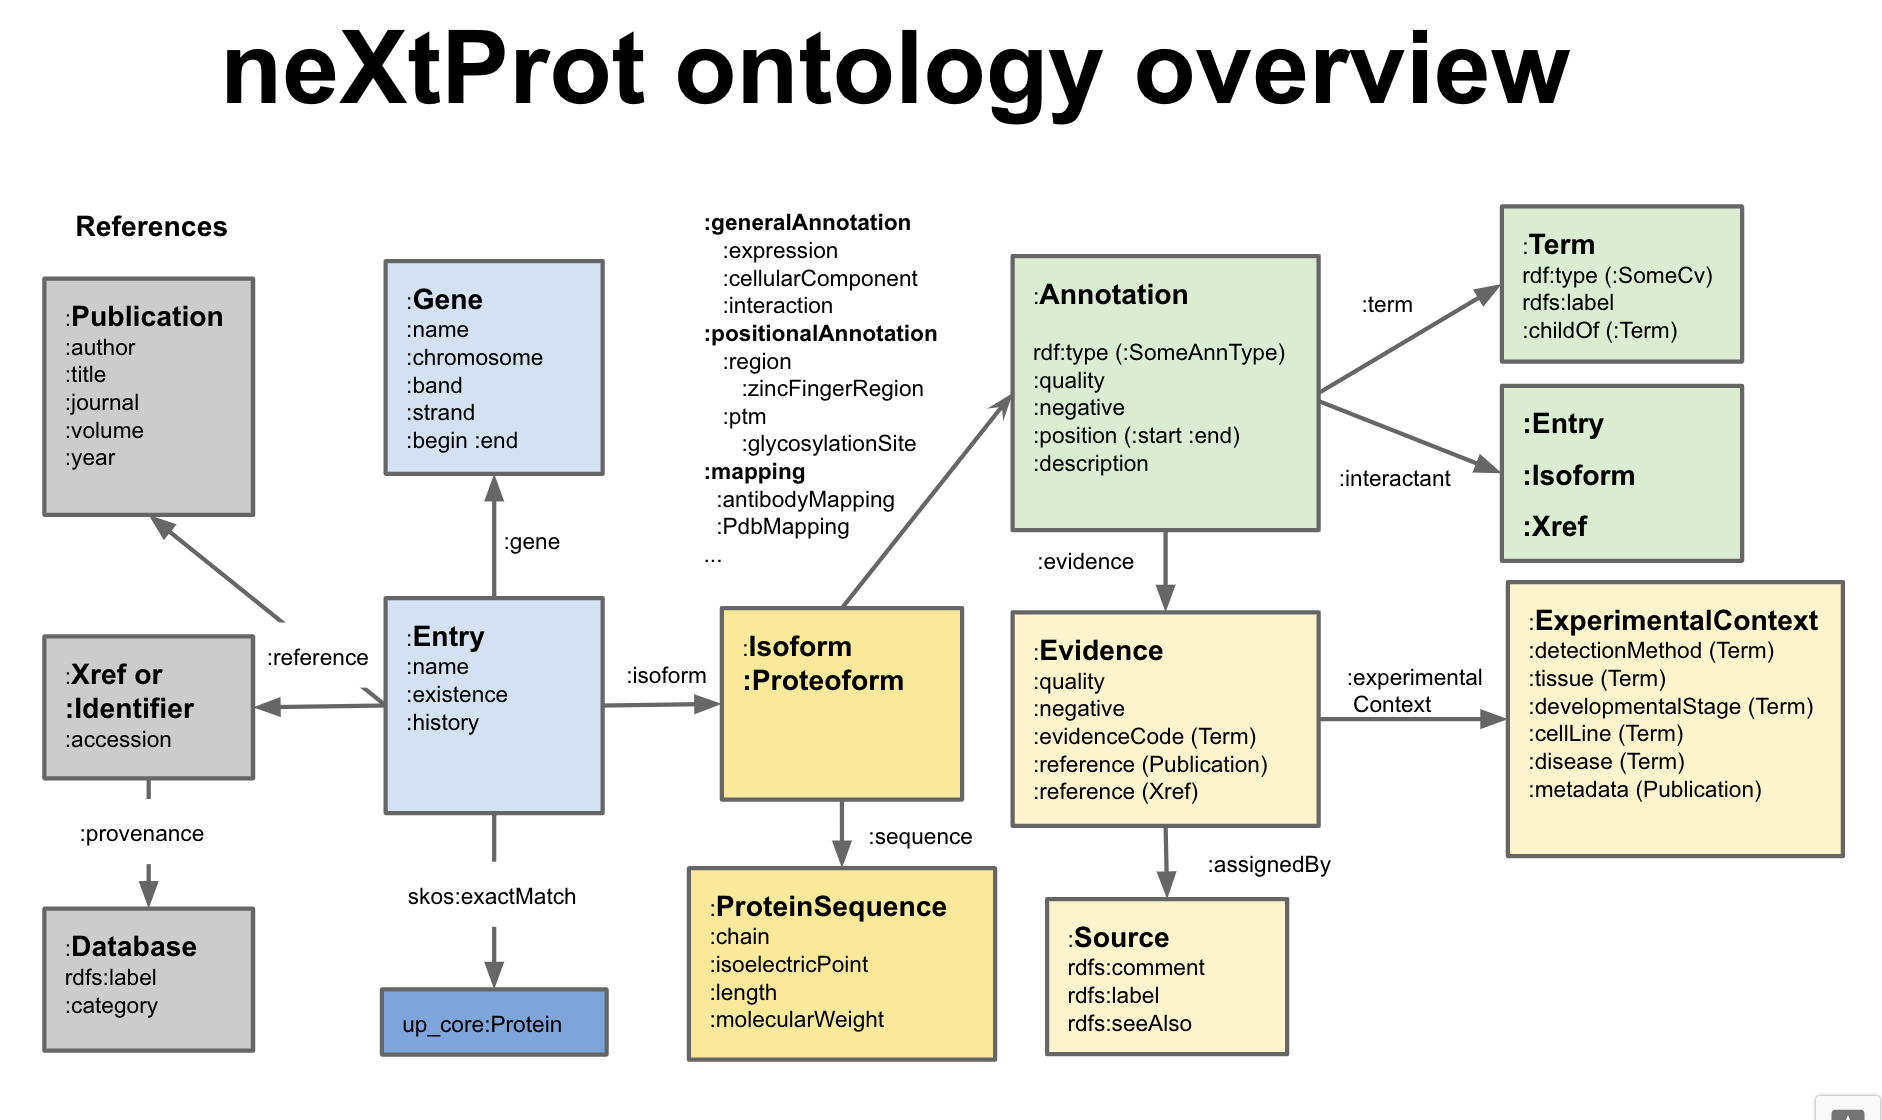 neXtProt ontology overview
References
:Publication
:author
:title
:journal
:volume
:year
:Gene
:name
:chromosome
:band
:strand
:begin :end
:generalAnnotation
:expression
:cellularComponent
:interaction
:positionalAnnotation
:region
:zincFingerRegion
:ptm
:glycosylationSite
:mapping
:antibodyMapping
:PdbMapping
...
:Annotation
rdf:type (:SomeAnnType)
:quality
:negative
:position (:start :end)
:description
:term
:Term
rdf:type (:SomeCv)
rdfs:label
:childOf (:Term)
:interactant
:Entry
:Isoform
:Xref
:gene
:evidence
:reference
:Xref or
:Identifier
:accession
:Entry
:name
:existence
:history
:isoform
:Isoform
:Proteoform
:Evidence
:quality
:negative
:evidenceCode (Term)
:reference (Publication)
:reference (Xref)
:experimental
Context
:ExperimentalContext
:detectionMethod (Term)
:tissue (Term)
:developmentalStage (Term)
:cellLine (Term)
:disease (Term)
:metadata (Publication)
:provenance
:sequence
:assignedBy
skos:exactMatch
:Database
rdfs:label
:category
up_core:Protein
:ProteinSequence
:chain
:isoelectricPoint
:length
:molecularWeight
:Source
rdfs:comment
rdfs:label
rdfs:seeAlso